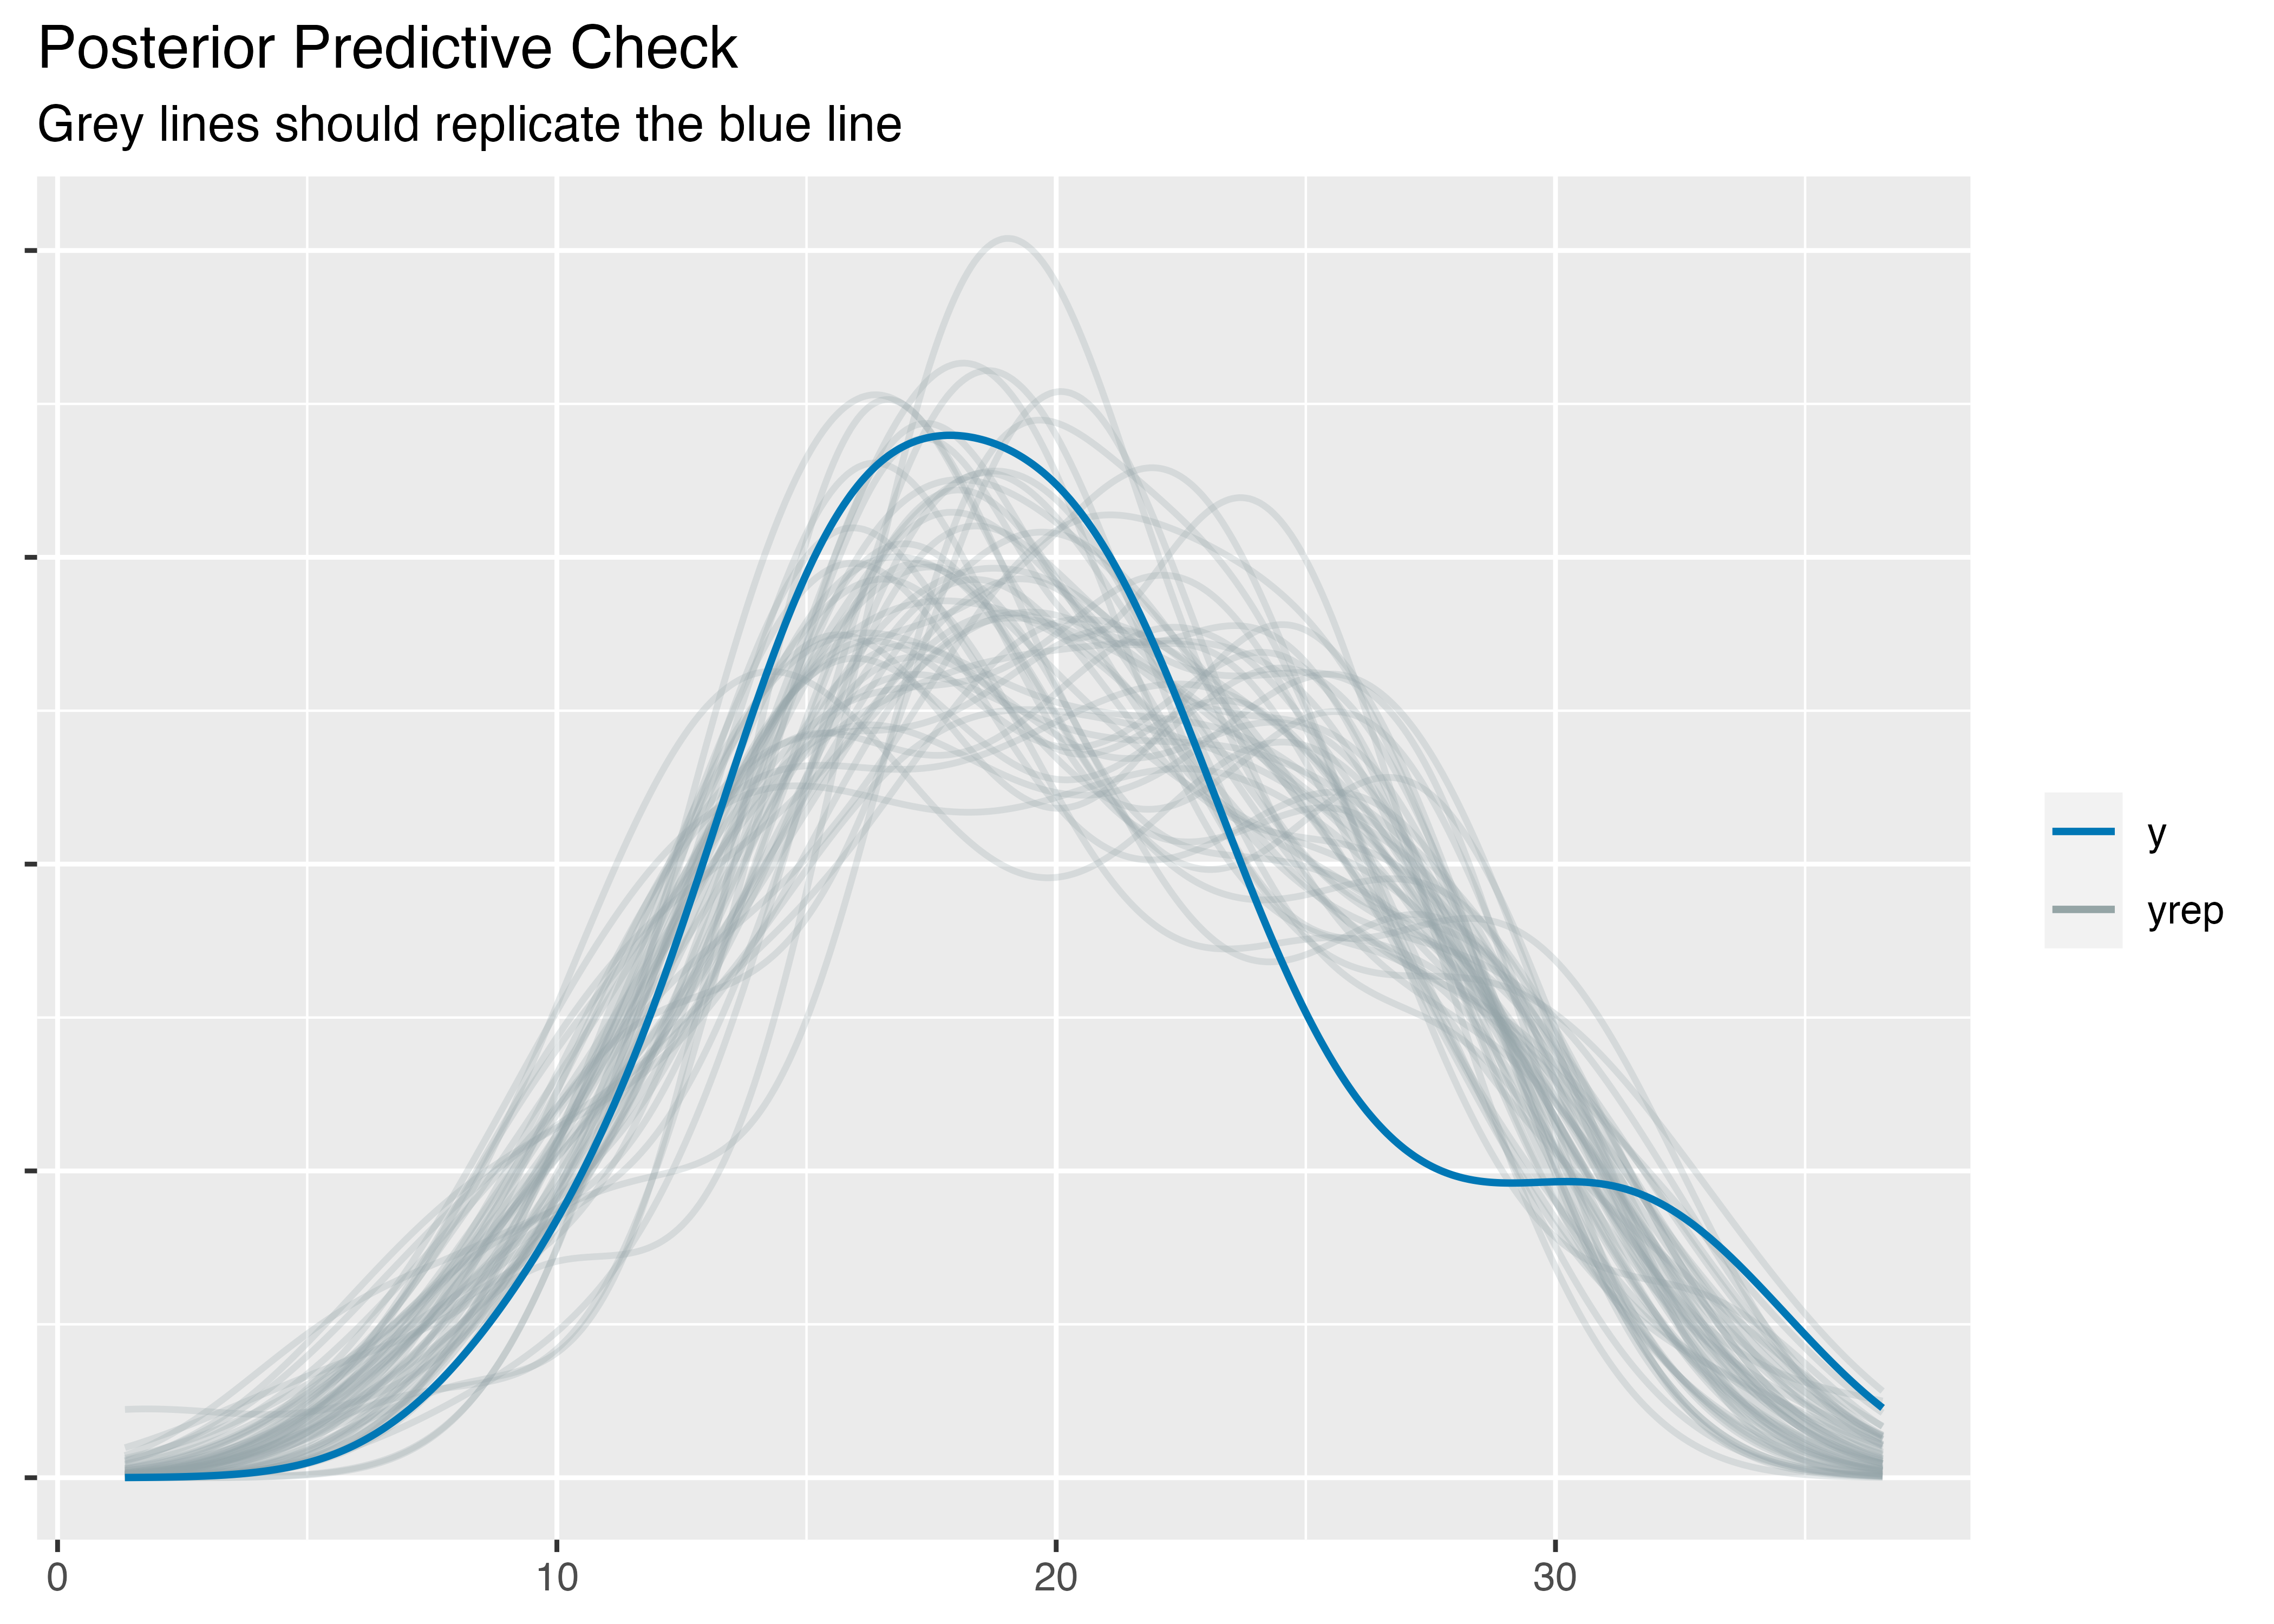 Posterior Predictive Check
Grey lines should replicate the blue line
y
yrep
0 10 20 30